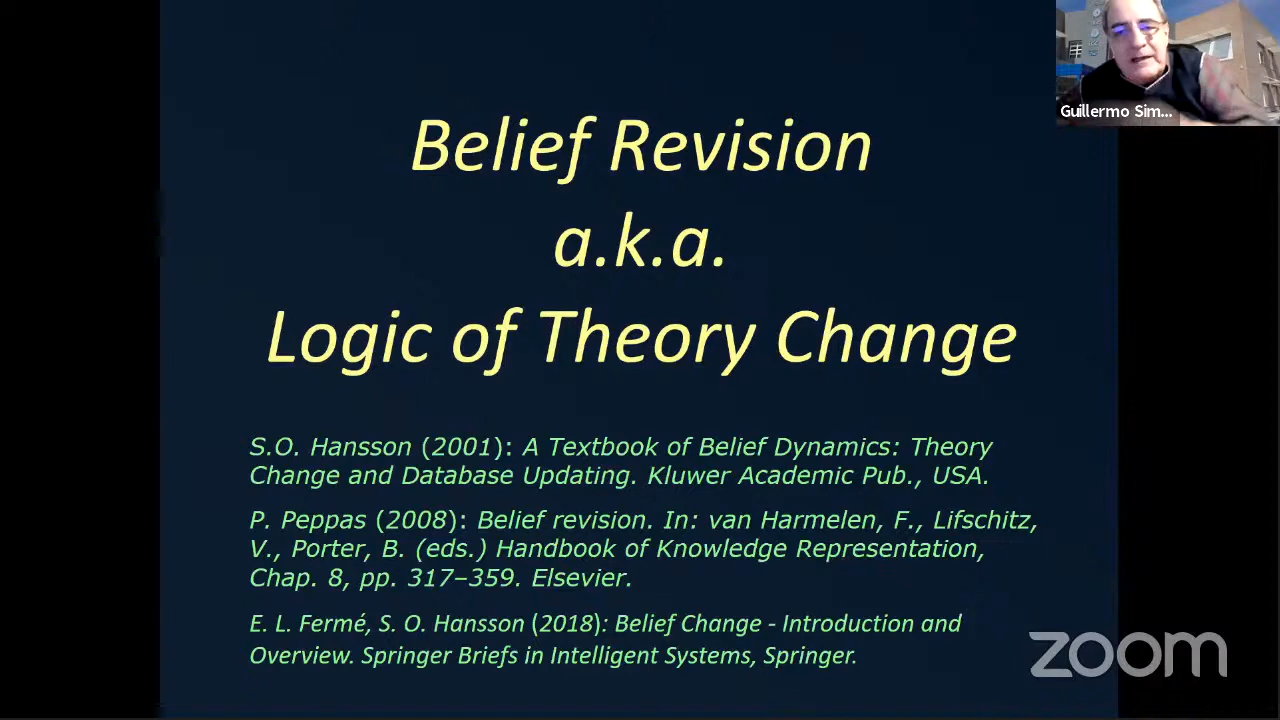 Belief Revision
a.k.a.
Logic of Theory Change
S.O. Hansson (2001): A Textbook of Belief Dynamics: Theory
Change and Database Updating. Kluwer Academic Pub., USA.
P. Peppas (2008): Belief revision. In: van Harmelen, F., Lifschitz,
V., Porter, B. (eds.) Handbook of Knowledge Representation,
Chap. 8, pp. 317–359. Elsevier.
E. L. Fermé, S. O. Hansson (2018): Belief Change - Introduction and
Overview. Springer Briefs in Intelligent Systems, Springer.
Guillermo Sim...
zoom